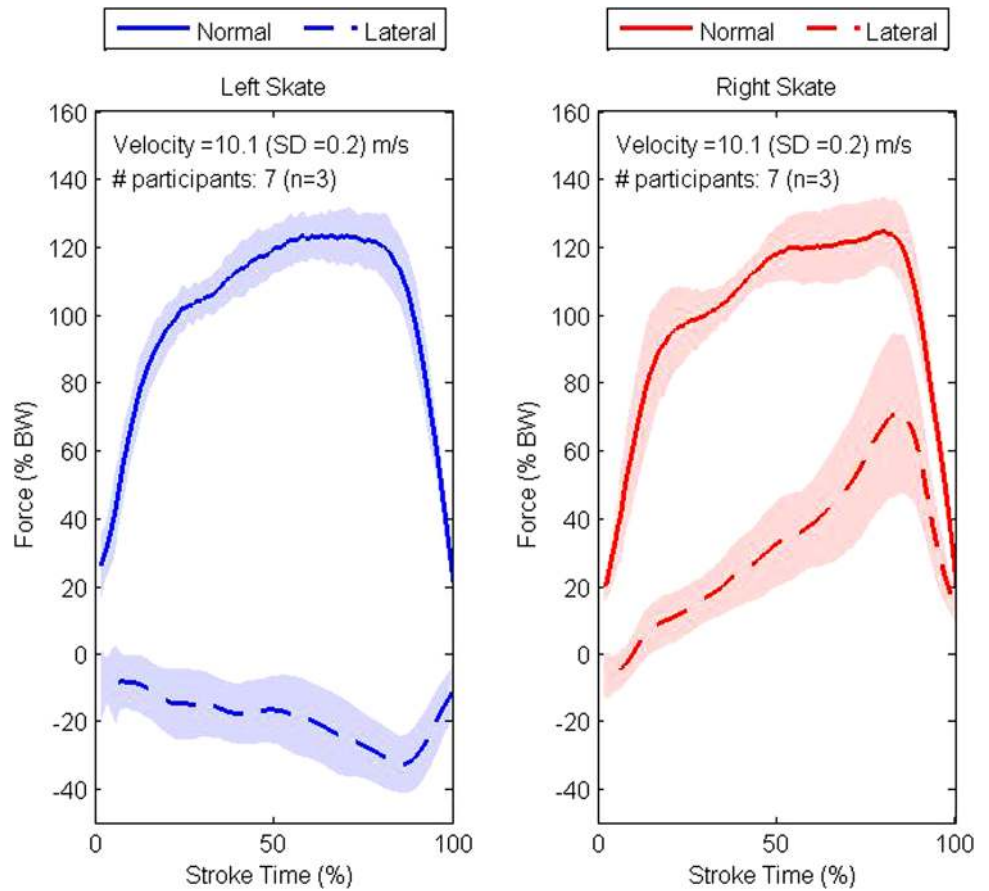 Normal Lateral
Left Skate
Velocity =10.1 (SD =0.2) m/s
# participants: 7 (n=3)
160
140
120
100
80
60
40
20
0
-20
-40
Force (% BW)
0 50 100
Stroke Time (%)
Normal Lateral
Right Skate
Velocity =10.1 (SD =0.2) m/s
# participants: 7 (n=3)
160
140
120
100
80
60
40
20
0
-20
-40
Force (% BW)
0 50 100
Stroke Time (%)